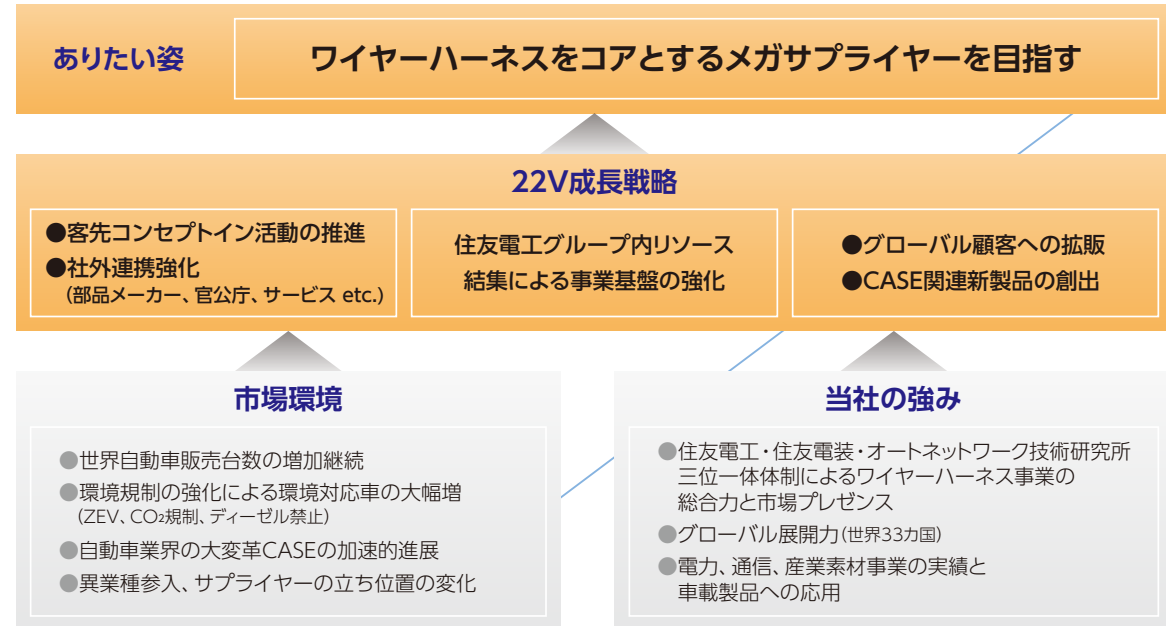 ありたい姿
ワイヤーハーネスをコアとするメガサプライヤーを目指す
22V成長戦略
●客先コンセプトイン活動の推進
●社外連携強化
(部品メーカー、官公庁、サービス etc.)
住友電工グループ内リソース
結集による事業基盤の強化
●グローバル顧客への拡販
●CASE関連新製品の創出
市場環境
●世界自動車販売台数の増加継続
●環境規制の強化による環境対応車の大幅増
(ZEV、CO₂規制、ディーゼル禁止)
●自動車業界の大変革CASEの加速的進展
●異業種参入、サプライヤーの立ち位置の変化
当社の強み
●住友電工・住友電装・オートネットワーク技術研究所
三位一体体制によるワイヤーハーネス事業の
総合力と市場プレゼンス
●グローバル展開力(世界33カ国)
●電力、通信、産業素材事業の実績と
車載製品への応用